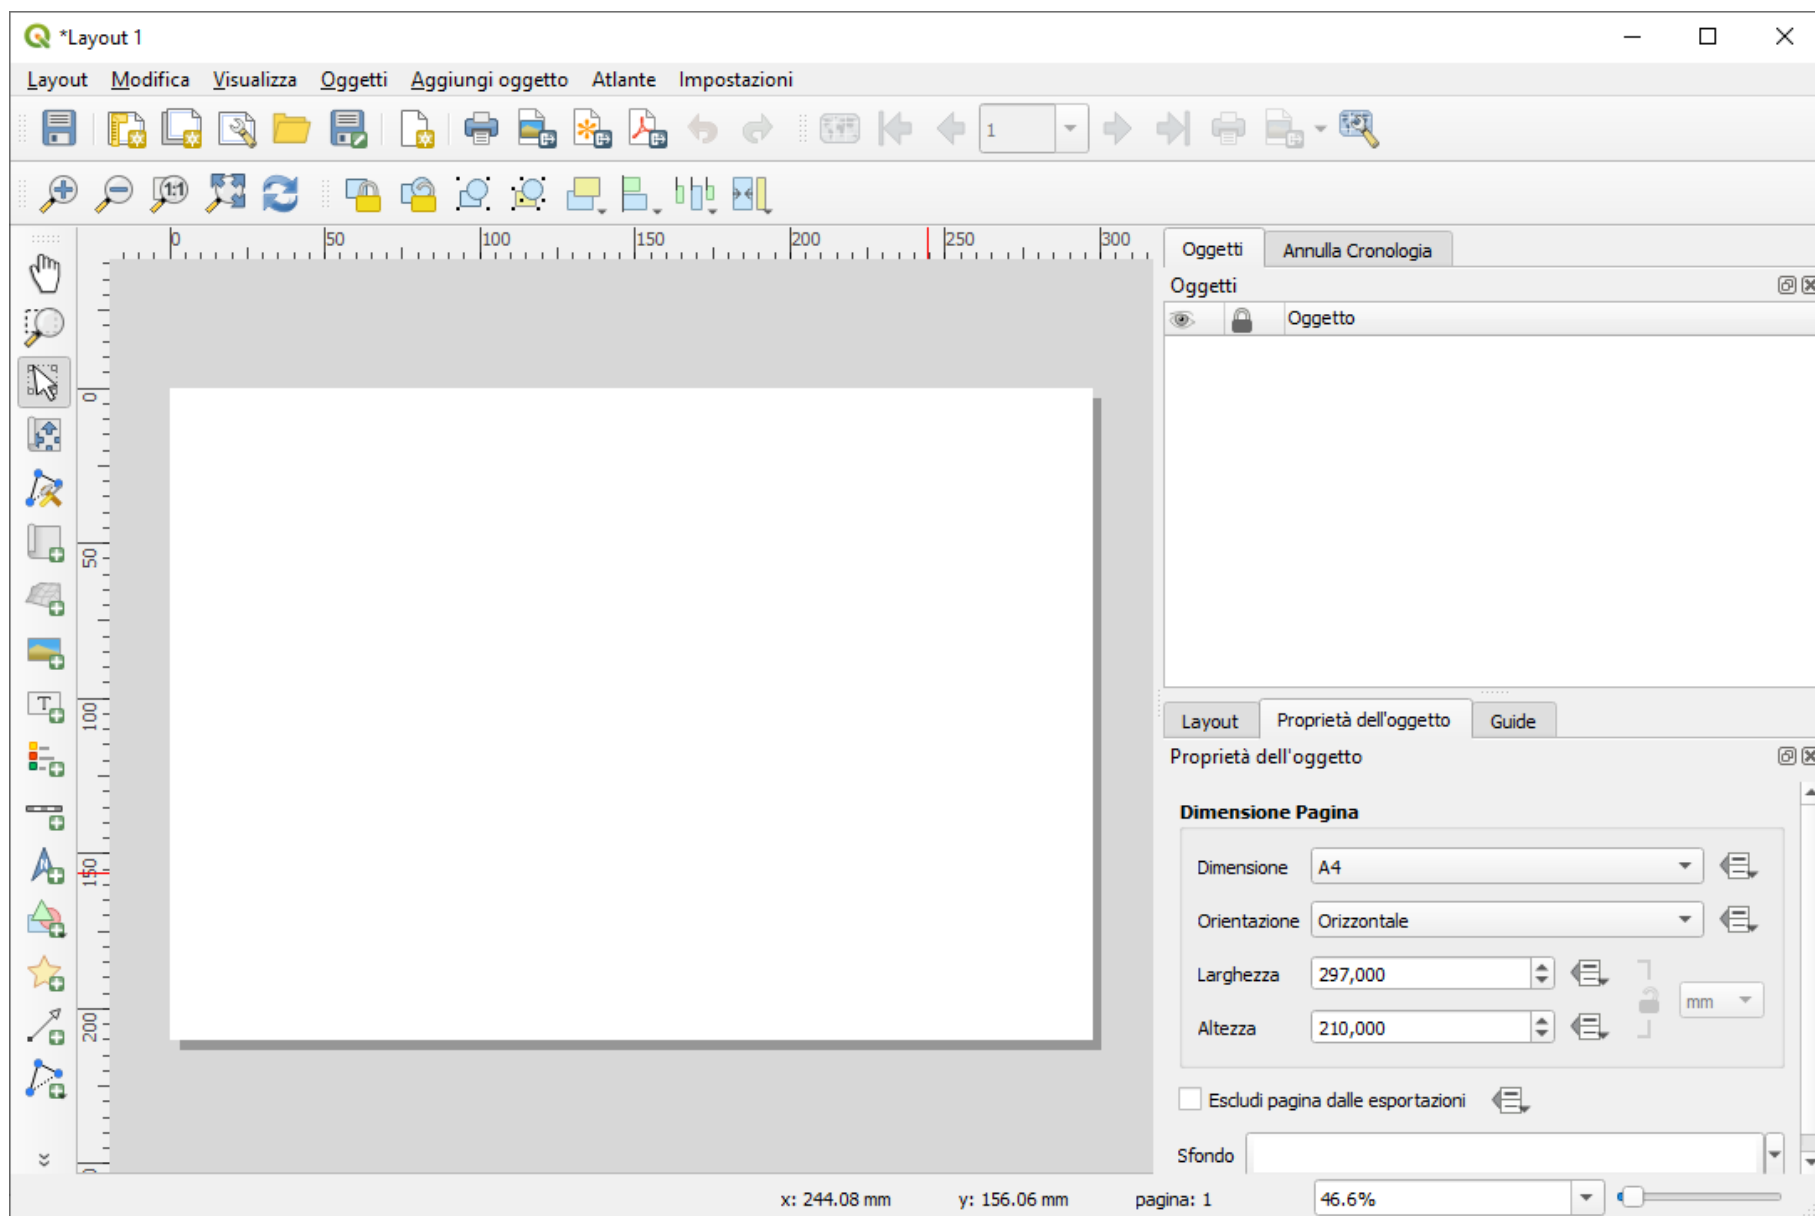 *Layout 1
Layout Modifica Visualizza Oggetti Aggiungi oggetto Atlante Impostazioni
1
1:1
0 50 100 150 200 250 300
Oggetti Annulla Cronologia
Oggetti
Oggetto
0
50
100
150
200
T
N
Layout Proprietà dell'oggetto Guide
Proprietà dell'oggetto
Dimensione Pagina
Dimensione A4
Orientazione Orizzontale
Larghezza 297,000
mm
Altezza 210,000
Escludi pagina dalle esportazioni
Sfondo
x: 244.08 mm y: 156.06 mm pagina: 1 46.6%